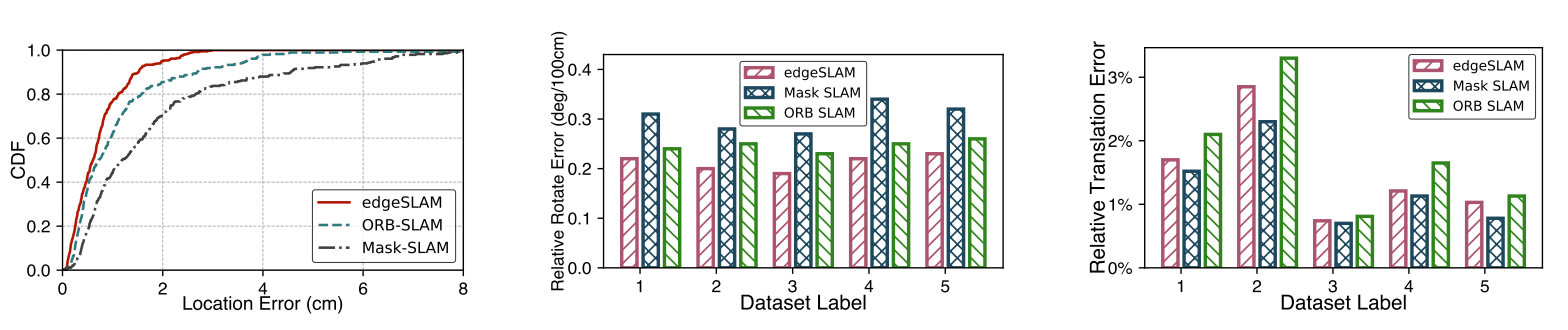 CDF
1.0
0.8
0.6
0.4
0.2
0.0
0 2 4 6 8
Location Error (cm)
edgeSLAM
ORB-SLAM
Mask-SLAM
Relative Rotate Error (deg/100cm)
0.4
0.3
0.2
0.1
0.0
1 2 3 4 5
Dataset Label
edgeSLAM
Mask SLAM
ORB SLAM
Relative Translation Error
3%
2%
1%
0%
1 2 3 4 5
Dataset Label
edgeSLAM
Mask SLAM
ORB SLAM